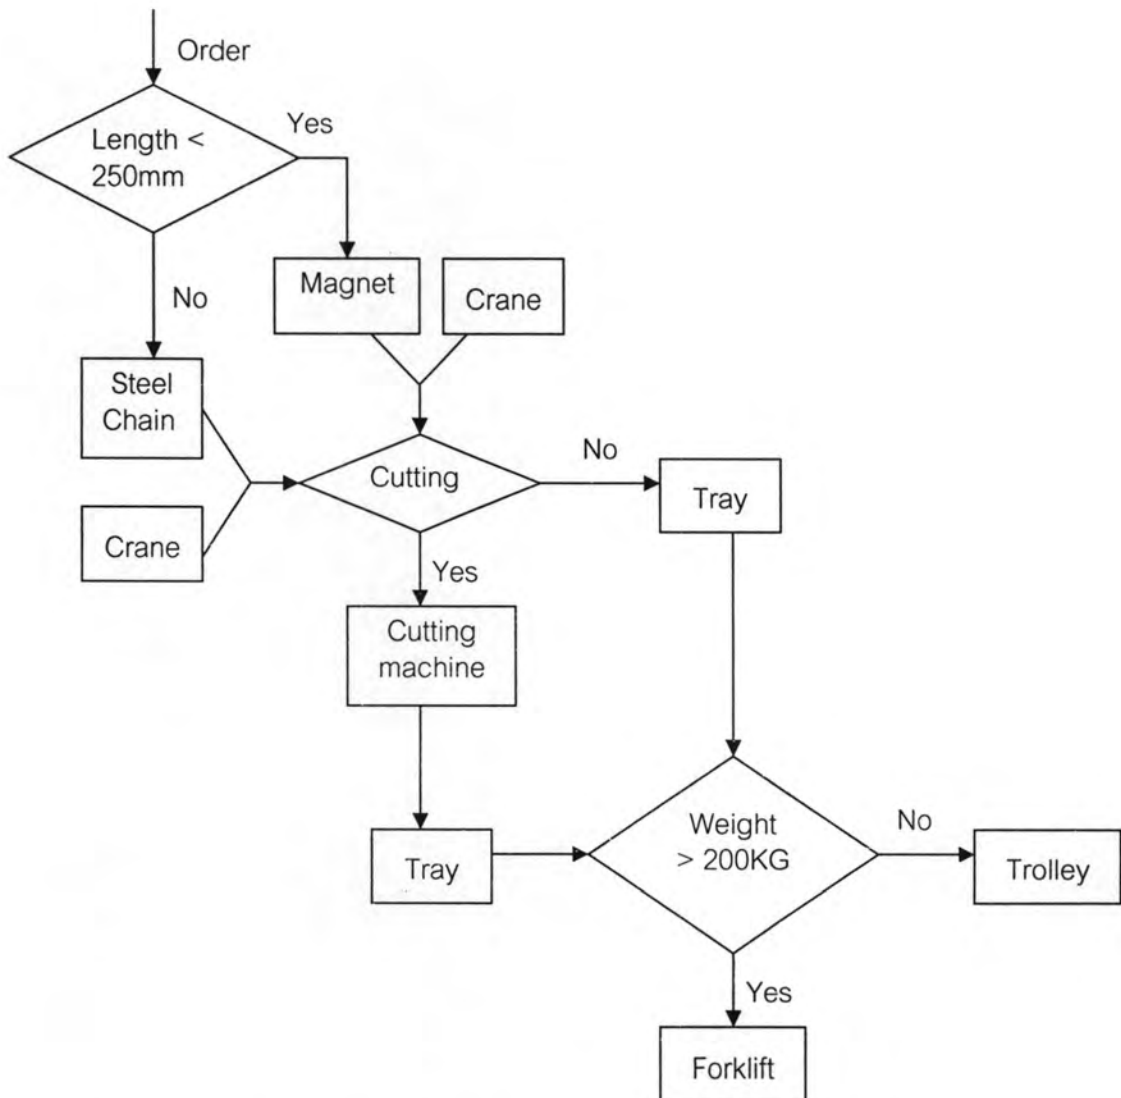 Order
Length <
250mm
Yes
No
Magnet
Crane
Steel
Chain
Crane
Cutting
No
Tray
Yes
Cutting
machine
Tray
Weight
> 200KG
No
Trolley
Yes
Forklift